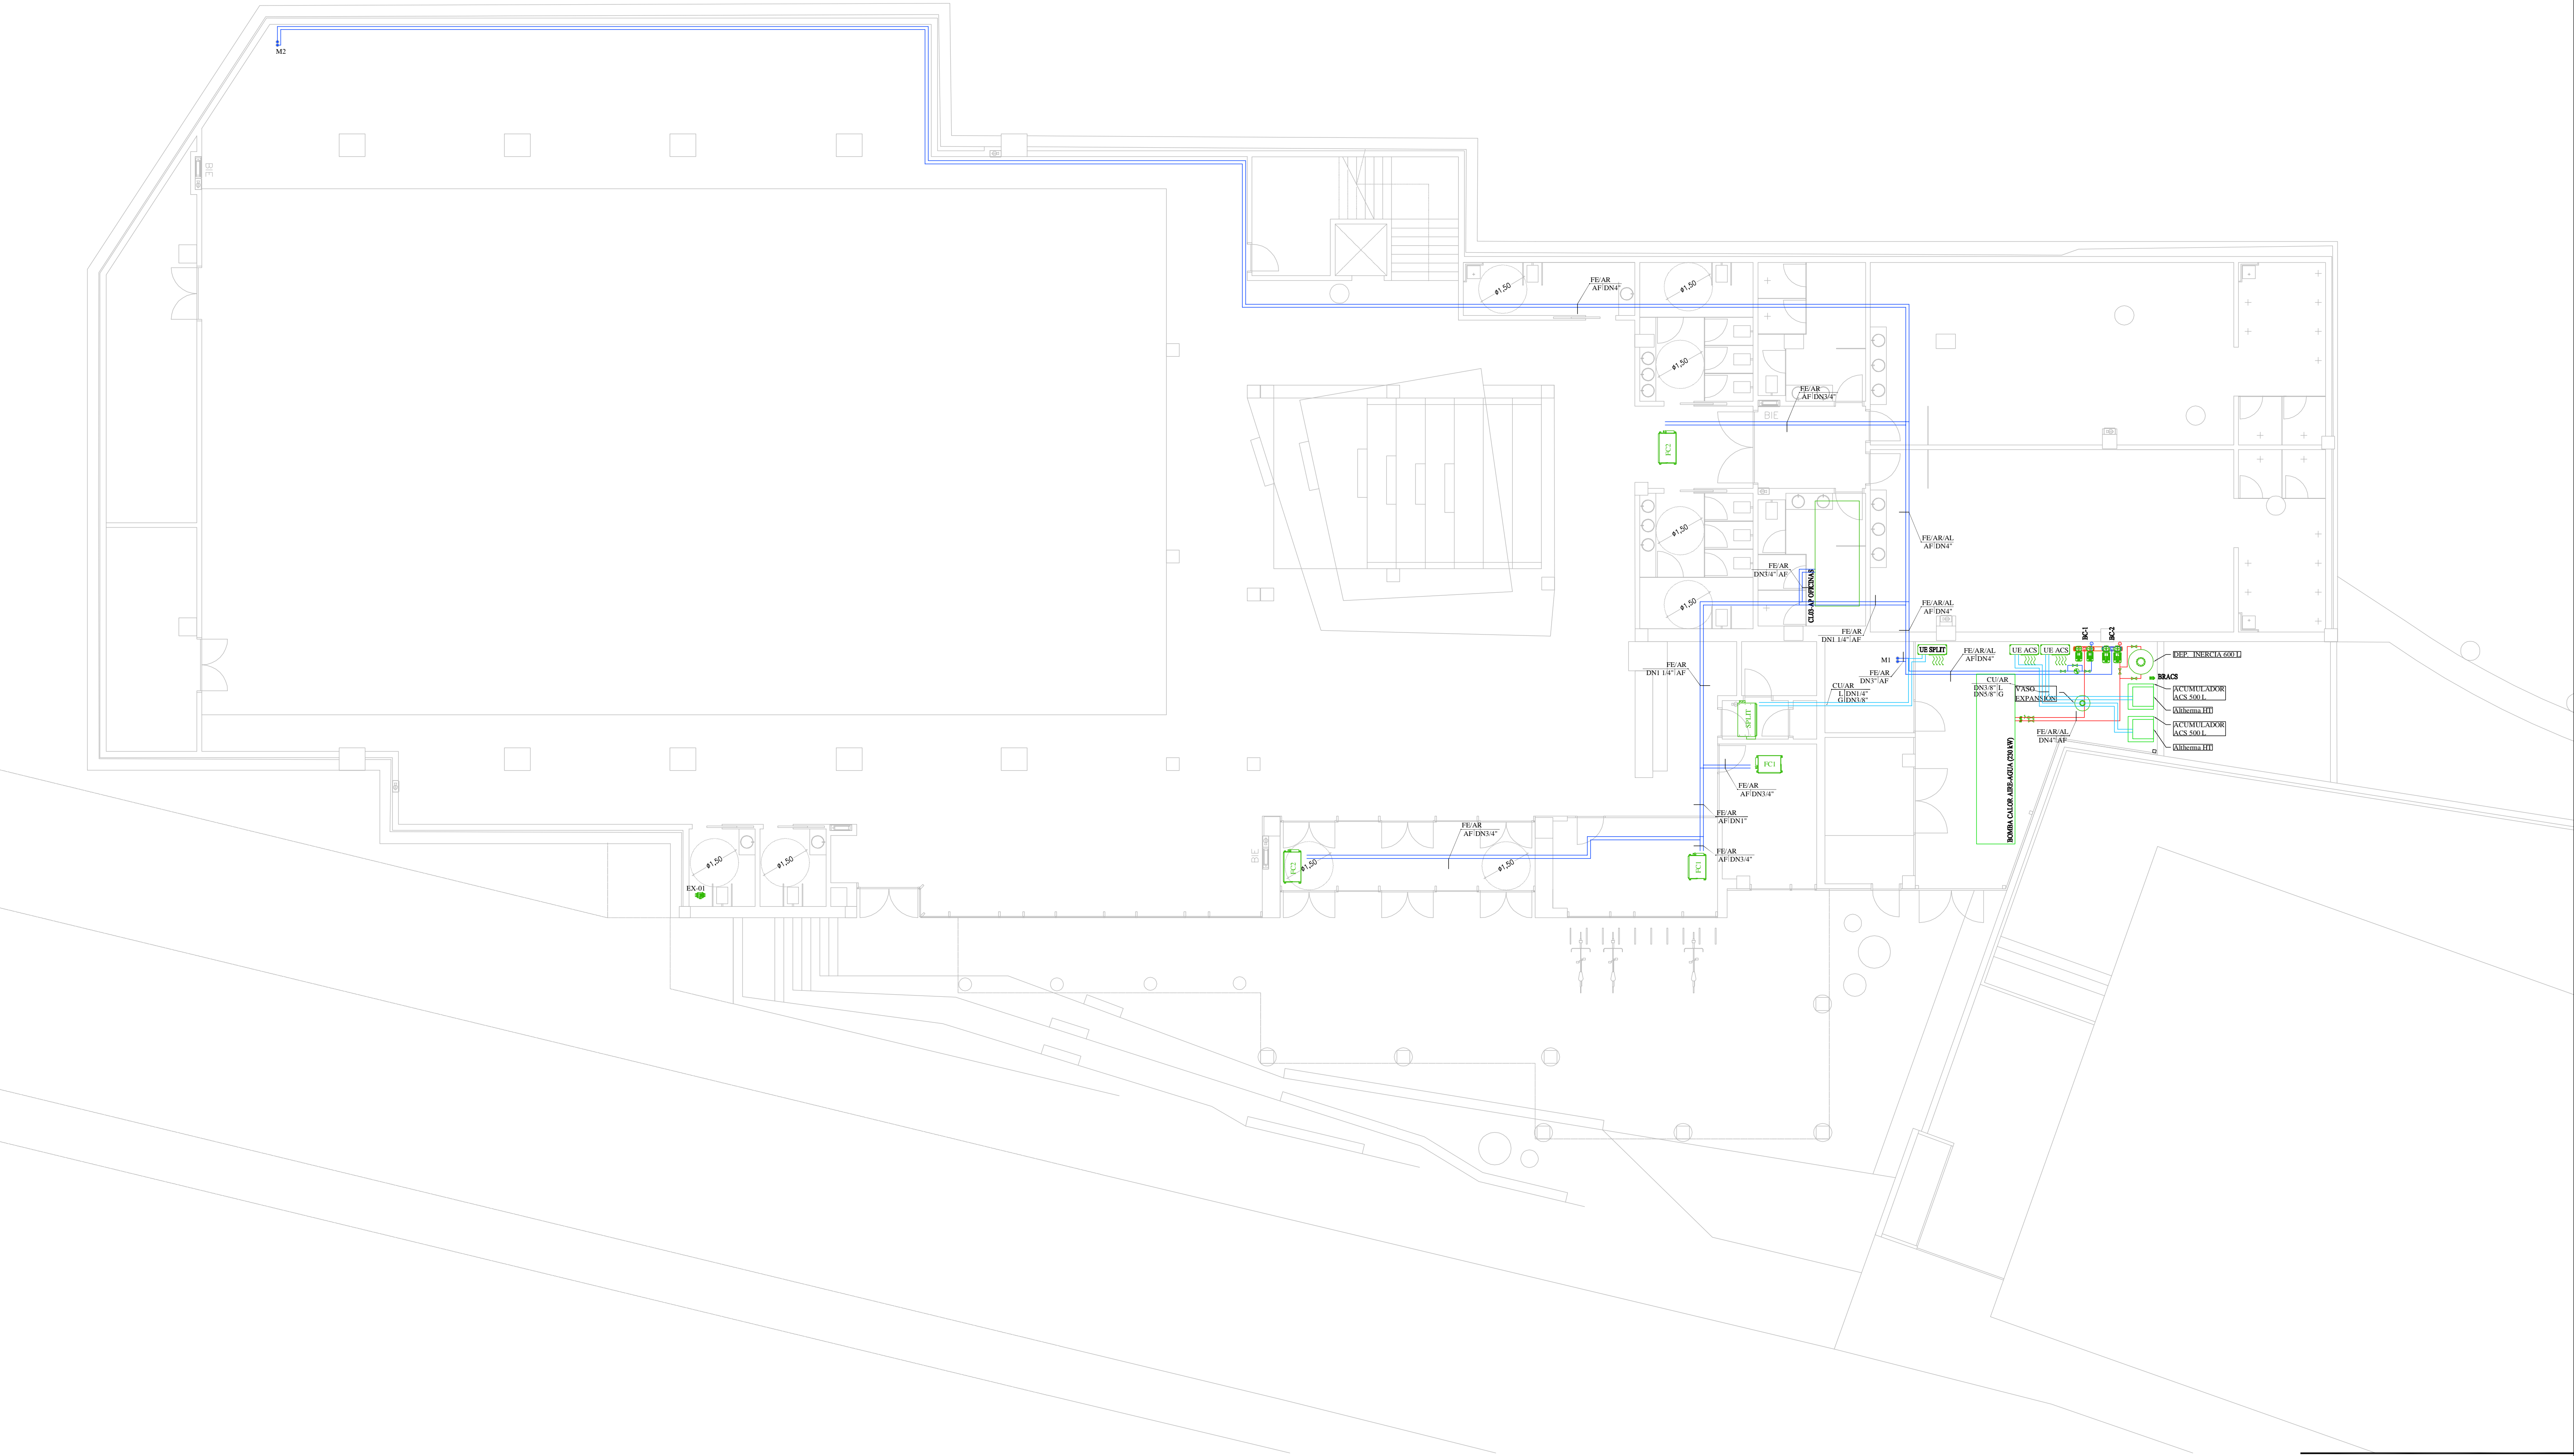 M2
BIE
FE/AR
AF DN4"
ø1,50
ø1,50
ø1,50
FE/AR
AF DN3/4"
BIE
FC2
ø1,50
FE/AR/AL
AF DN4"
FE/AR
DN3/4" AF
CL03-AP OFICINAS
ø1,50
FE/AR/AL
AF DN4"
FE/AR
DN1 1/4" AF
BC-1
BC-2
UE SPLIT
UE ACS
UE ACS
DEP. INERCIA 600 L
M1
FE/AR
DN1 1/4" AF
FE/AR
DN3" AF
FE/AR/AL
AF DN4"
BRACS
CU/AR
L DN1/4"
G DN3/8"
CU/AR
DN3/8" L
DN5/8" G
VASO
EXPANSIÓN
ACUMULADOR
ACS 500 L
Altherma HT
SPLIT
ACUMULADOR
ACS 500 L
Altherma HT
FE/AR/AL
DN4" AF
BOMBA CALOR AIRE-AGUA (230 kW)
FC1
FE/AR
AF DN3/4"
FE/AR
AF DN1"
FE/AR
AF DN3/4"
BIE
FE/AR
AF DN3/4"
FC2
ø1,50
ø1,50
FC1
ø1,50
ø1,50
EX-01